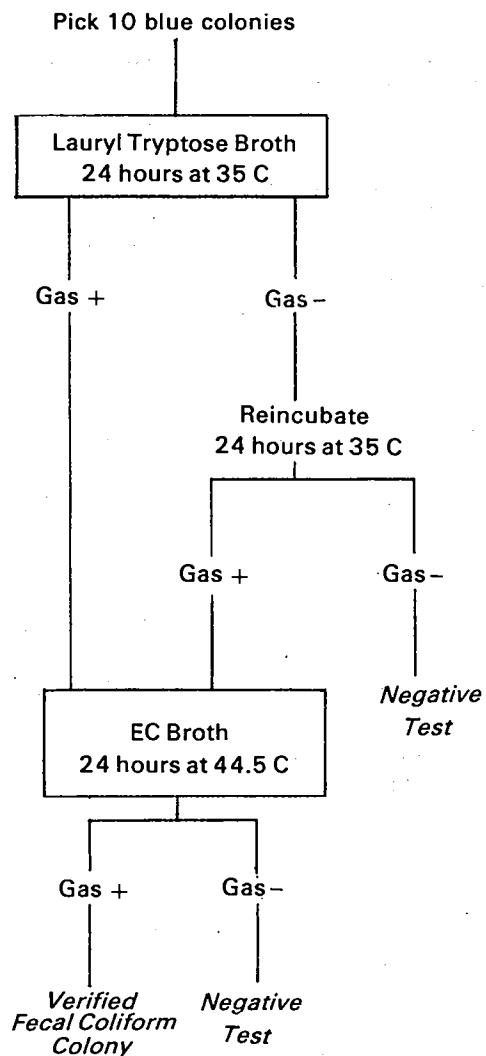 Pick 10 blue colonies
Lauryl Tryptose Broth
24 hours at 35 C
Gas +
Gas –
Reincubate
24 hours at 35 C
Gas +
Gas –
Negative
Test
EC Broth
24 hours at 44.5 C
Gas +
Gas –
Verified
Fecal Coliform
Colony
Negative
Test